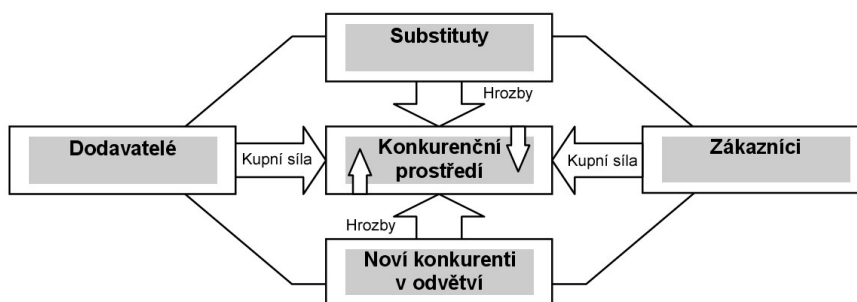 Substituty
Hrozby
Dodavatelé
Kupní síla
Konkurenční
prostředí
Kupní síla
Zákazníci
Hrozby
Noví konkurenti
v odvětví